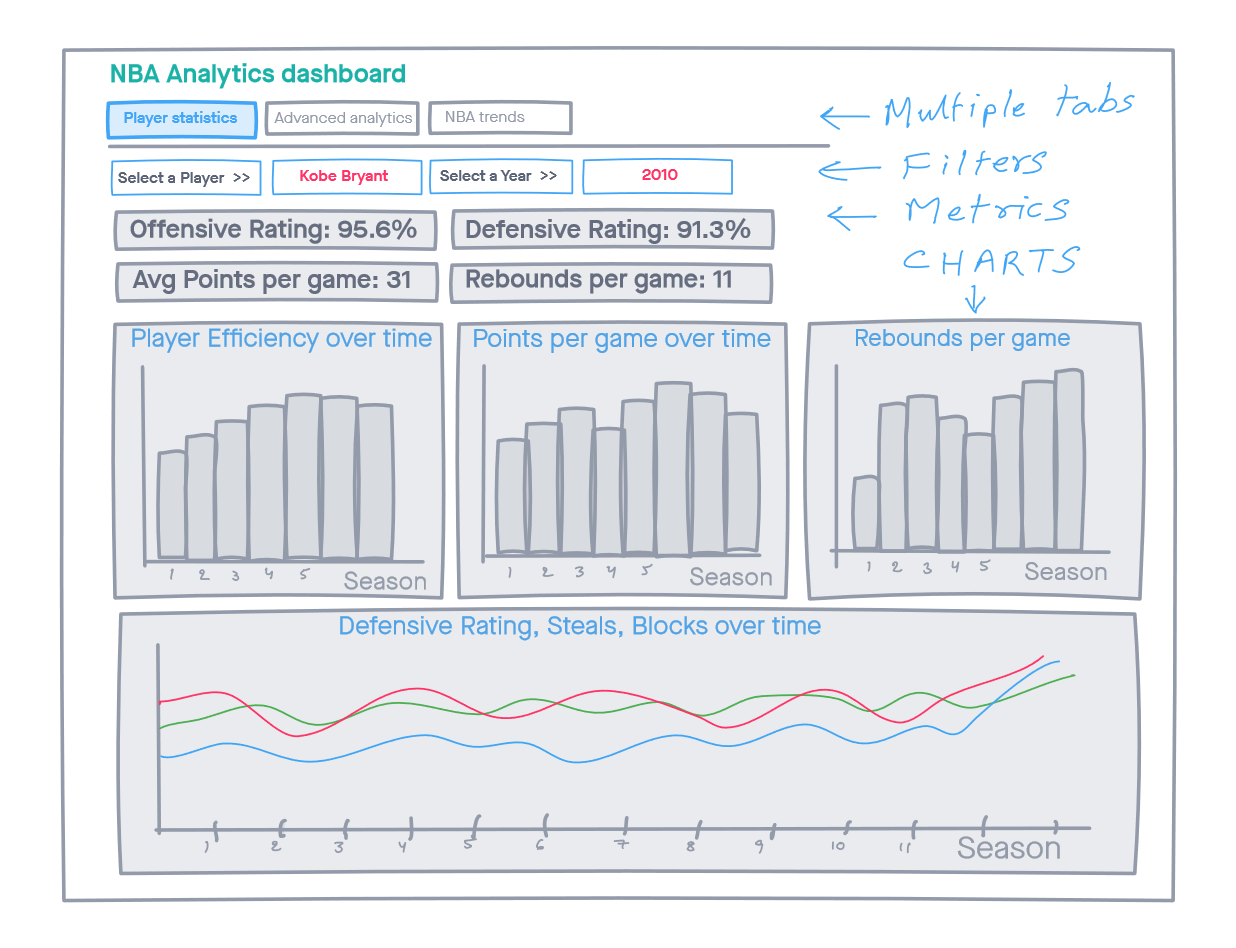 NBA Analytics dashboard
Player statistics Advanced analytics NBA trends
← Multiple tabs
Select a Player >> Kobe Bryant Select a Year >> 2010
← Filters
Offensive Rating: 95.6% Defensive Rating: 91.3%
← Metrics
Avg Points per game: 31 Rebounds per game: 11
CHARTS
↓
Player Efficiency over time
1 2 3 4 5 Season
Points per game over time
1 2 3 4 5 Season
Rebounds per game
1 2 3 4 5 Season
Defensive Rating, Steals, Blocks over time
1 2 3 4 5 6 7 8 9 10 11 Season